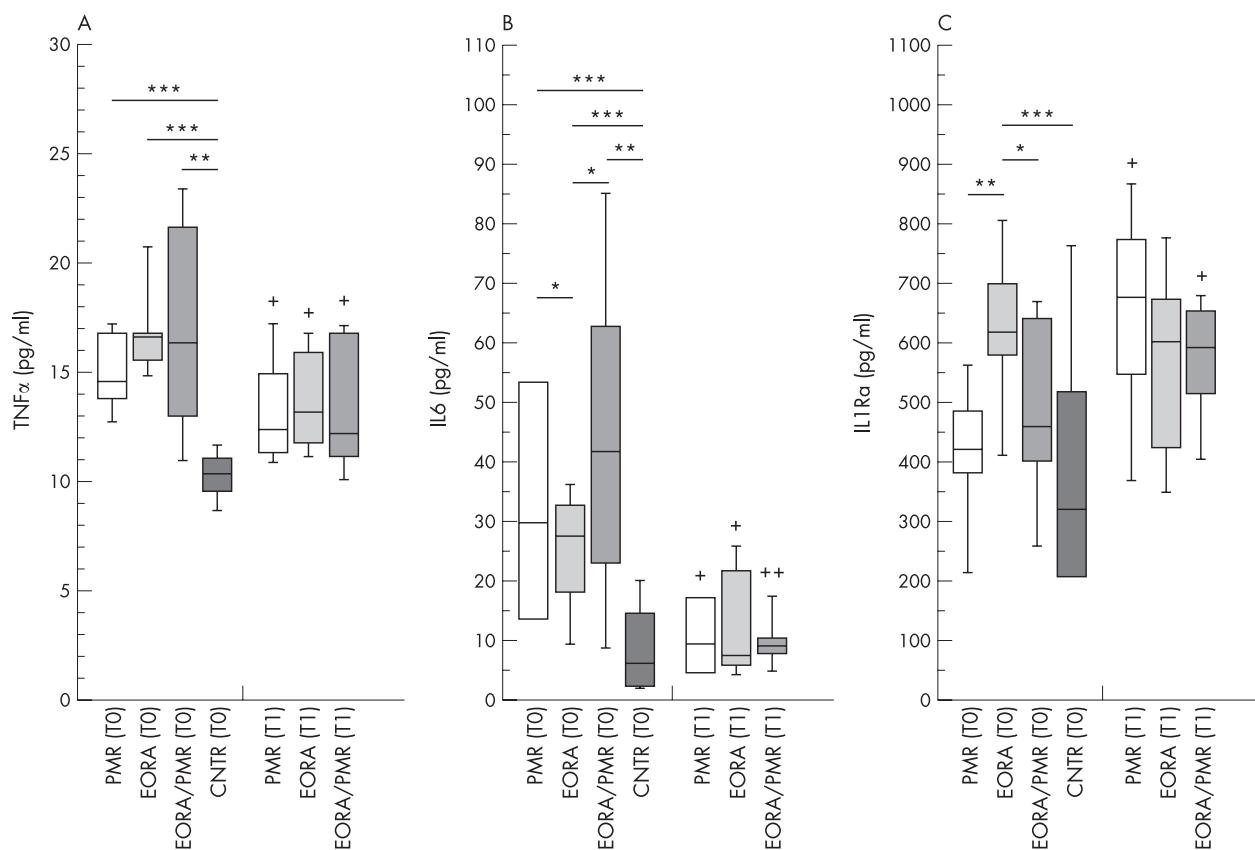 A
30
25
20
15
10
5
0
TNFα (pg/ml)
***
***
**
+
+
+
PMR (T0)
EORA (T0)
EORA/PMR (T0)
CNTR (T0)
PMR (T1)
EORA (T1)
EORA/PMR (T1)
B
110
100
90
80
70
60
50
40
30
20
10
0
IL6 (pg/ml)
***
***
**
*
*
+
+
++
PMR (T0)
EORA (T0)
EORA/PMR (T0)
CNTR (T0)
PMR (T1)
EORA (T1)
EORA/PMR (T1)
C
1100
1000
900
800
700
600
500
400
300
200
100
0
IL1Ra (pg/ml)
***
*
**
+
+
PMR (T0)
EORA (T0)
EORA/PMR (T0)
CNTR (T0)
PMR (T1)
EORA (T1)
EORA/PMR (T1)